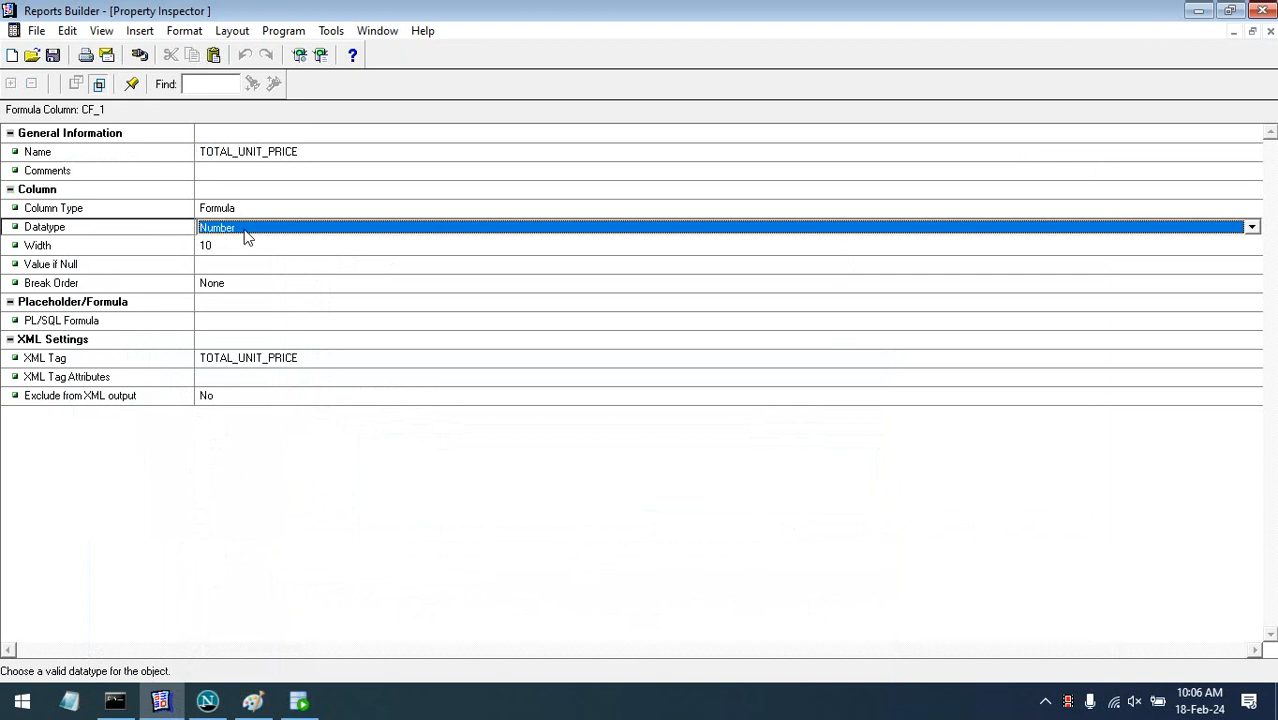 Reports Builder - [Property Inspector ]
File Edit View Insert Format Layout Program Tools Window Help
Find:
Formula Column: CF_1
General Information
Name TOTAL_UNIT_PRICE
Comments
Column
Column Type Formula
Datatype Number
Width 10
Value if Null
Break Order None
Placeholder/Formula
PL/SQL Formula
XML Settings
XML Tag TOTAL_UNIT_PRICE
XML Tag Attributes
Exclude from XML output No
Choose a valid datatype for the object.
10:06 AM
18-Feb-24